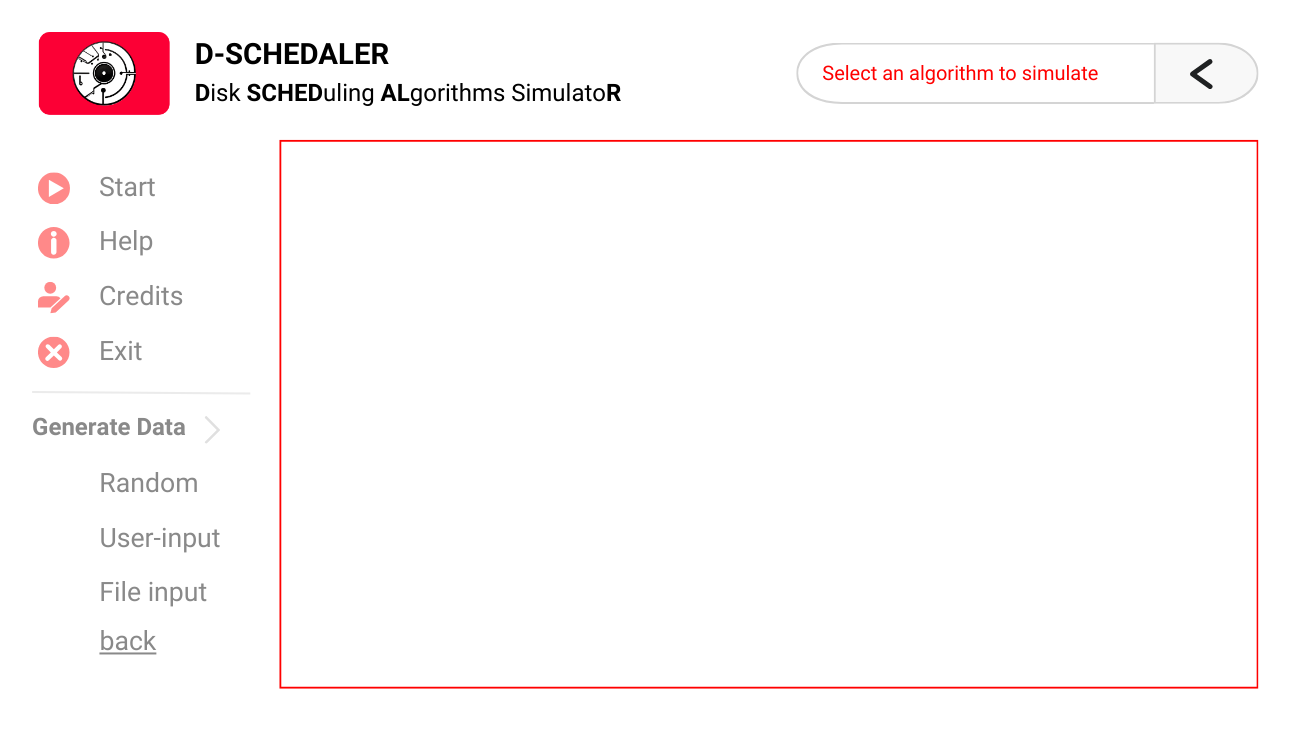 D-SCHEDALER
Disk SCHEDuling ALgorithms SimulatoR
Select an algorithm to simulate
Start
Help
Credits
Exit
Generate Data
Random
User-input
File input
back